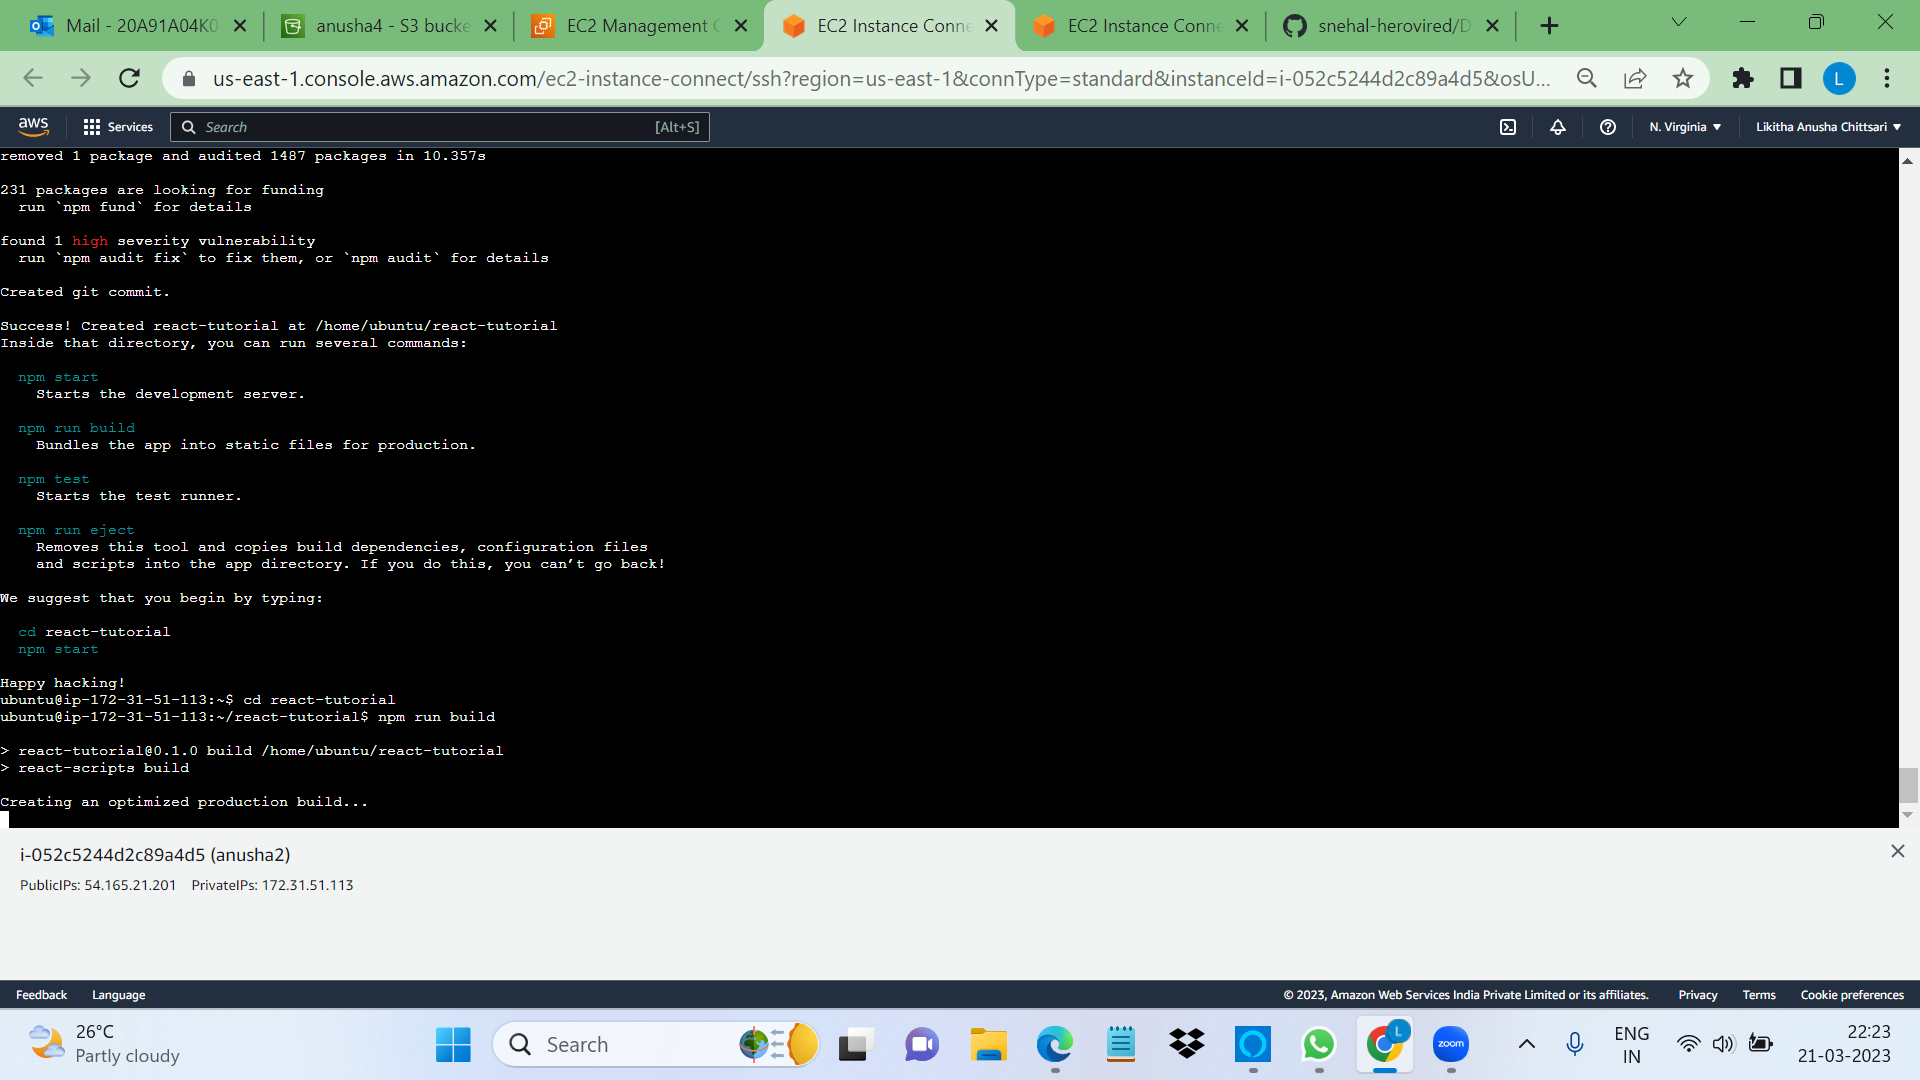 Mail - 20A91A04K0
anusha4 - S3 bucke
EC2 Management C
EC2 Instance Conne
EC2 Instance Conne
snehal-herovired/D
us-east-1.console.aws.amazon.com/ec2-instance-connect/ssh?region=us-east-1&connType=standard&instanceId=i-052c5244d2c89a4d5&osU...
L
aws
Services
Search
[Alt+S]
N. Virginia
Likitha Anusha Chittsari
removed 1 package and audited 1487 packages in 10.357s
231 packages are looking for funding
run `npm fund` for details
found 1 high severity vulnerability
run `npm audit fix` to fix them, or `npm audit` for details
Created git commit.
Success! Created react-tutorial at /home/ubuntu/react-tutorial
Inside that directory, you can run several commands:
npm start
Starts the development server.
npm run build
Bundles the app into static files for production.
npm test
Starts the test runner.
npm run eject
Removes this tool and copies build dependencies, configuration files
and scripts into the app directory. If you do this, you can’t go back!
We suggest that you begin by typing:
cd react-tutorial
npm start
Happy hacking!
ubuntu@ip-172-31-51-113:~$ cd react-tutorial
ubuntu@ip-172-31-51-113:~/react-tutorial$ npm run build
> react-tutorial@0.1.0 build /home/ubuntu/react-tutorial
> react-scripts build
Creating an optimized production build...
i-052c5244d2c89a4d5 (anusha2)
PublicIPs: 54.165.21.201 PrivateIPs: 172.31.51.113
Feedback
Language
© 2023, Amazon Web Services India Private Limited or its affiliates.
Privacy
Terms
Cookie preferences
26°C
Partly cloudy
Search
L
zoom
ENG
IN
22:23
21-03-2023